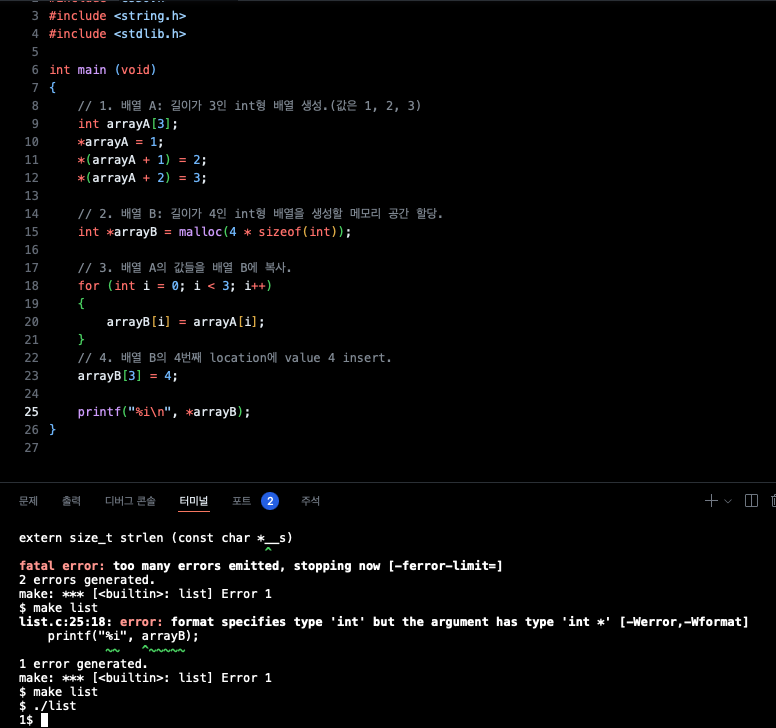 3 #include <string.h>
4 #include <stdlib.h>
5
6 int main (void)
7 {
8     // 1. 배열 A: 길이가 3인 int형 배열 생성.(값은 1, 2, 3)
9     int arrayA[3];
10     *arrayA = 1;
11     *(arrayA + 1) = 2;
12     *(arrayA + 2) = 3;
13
14     // 2. 배열 B: 길이가 4인 int형 배열을 생성할 메모리 공간 할당.
15     int *arrayB = malloc(4 * sizeof(int));
16
17     // 3. 배열 A의 값들을 배열 B에 복사.
18     for (int i = 0; i < 3; i++)
19     {
20         arrayB[i] = arrayA[i];
21     }
22     // 4. 배열 B의 4번째 location에 value 4 insert.
23     arrayB[3] = 4;
24
25     printf("%i\n", *arrayB);
26 }
27
문제 출력 디버그 콘솔 터미널 포트 2 주석
extern size_t strlen (const char *__s)
^
fatal error: too many errors emitted, stopping now [-ferror-limit=]
2 errors generated.
make: *** [<builtin>: list] Error 1
$ make list
list.c:25:18: error: format specifies type 'int' but the argument has type 'int *' [-Werror,-Wformat]
    printf("%i", arrayB);
~~ ^~~~~~
1 error generated.
make: *** [<builtin>: list] Error 1
$ make list
$ ./list
1$